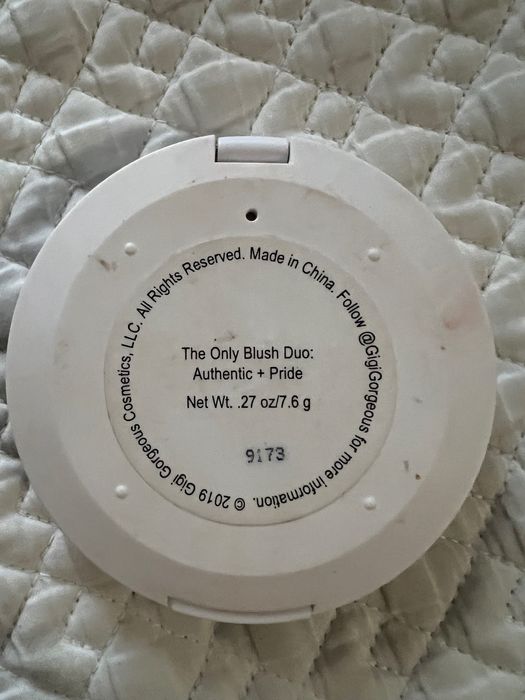 The Only Blush Duo:
Authentic + Pride
Net Wt. .27 oz/7.6 g
9173
© 2019 Gigi Gorgeous Cosmetics, LLC. All Rights Reserved. Made in China. Follow @GigiGorgeous for more information.